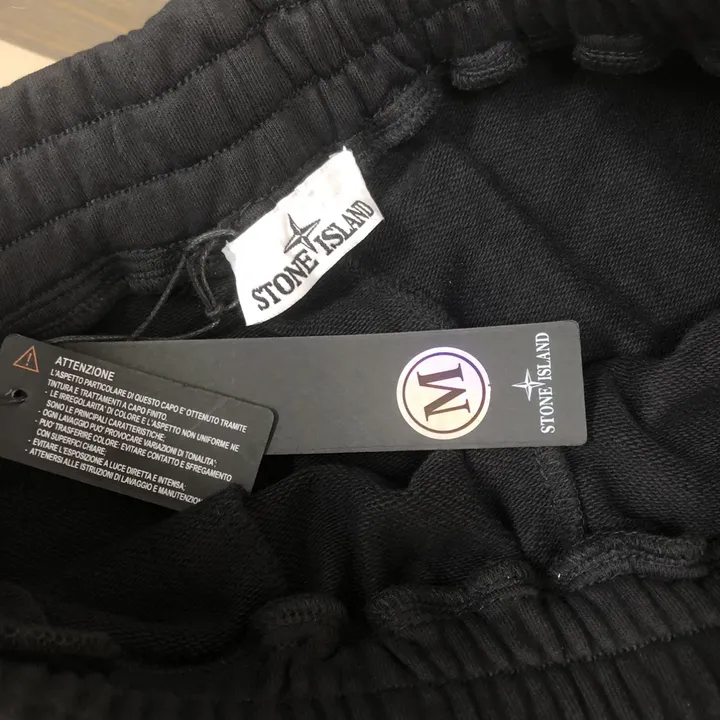 STONE ISLAND
ATTENZIONE
L'ASPETTO PARTICOLARE DI QUESTO CAPO E' OTTENUTO TRAMITE
TINTURA E TRATTAMENTI A CAPO FINITO.
- LE IRREGOLARITA' DI COLORE E L'ASPETTO NON UNIFORME NE
SONO LE PRINCIPALI CARATTERISTICHE;
- OGNI LAVAGGIO PUO' PROVOCARE VARIAZIONI DI TONALITA';
- PUO' TRASFERIRE COLORE: EVITARE CONTATTO E SFREGAMENTO
CON SUPERFICI CHIARE;
- EVITARE L'ESPOSIZIONE A LUCE DIRETTA E INTENSA;
- ATTENERSI ALLE ISTRUZIONI DI LAVAGGIO E MANUTENZION
M
STONE ISLAND